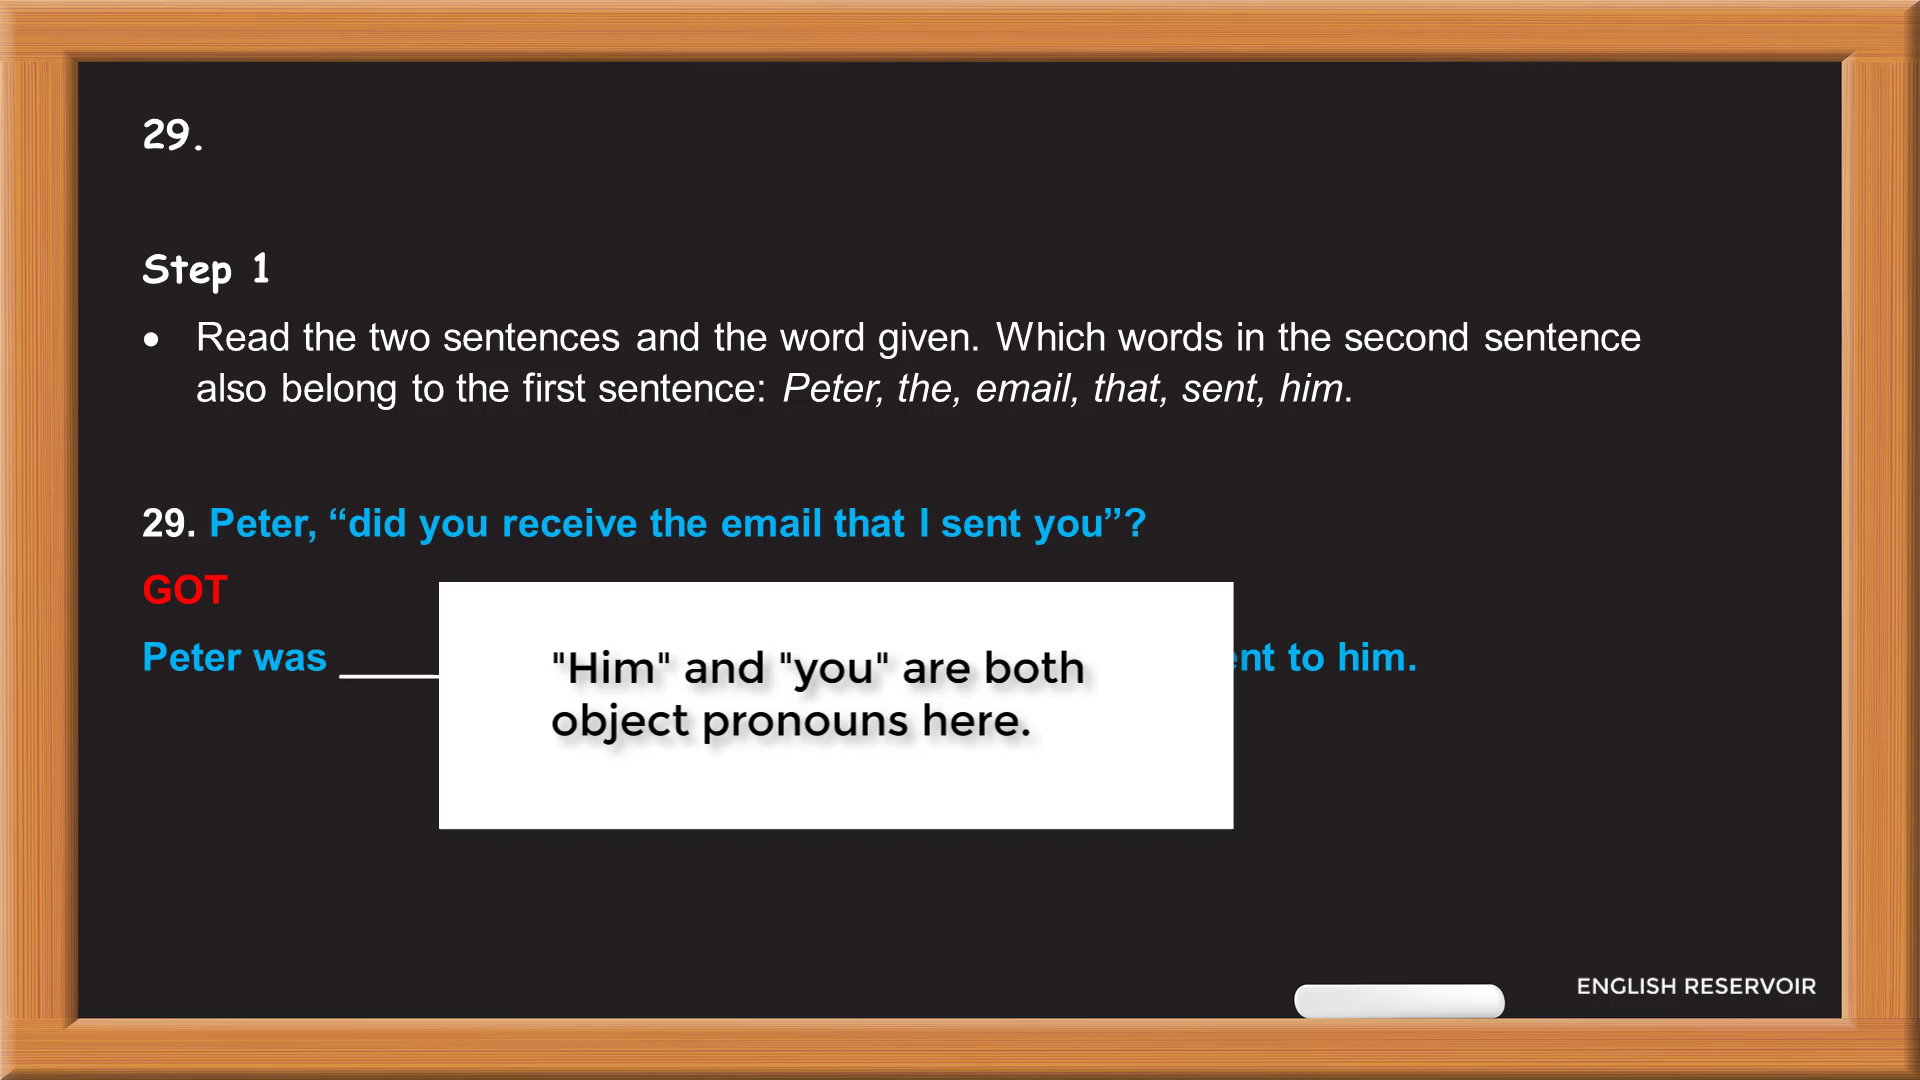 29.
Step 1
• Read the two sentences and the word given. Which words in the second sentence
also belong to the first sentence: Peter, the, email, that, sent, him.
29. Peter, “did you receive the email that I sent you”?
GOT
Peter was ______ nt to him.
"Him" and "you" are both
object pronouns here.
ENGLISH RESERVOIR